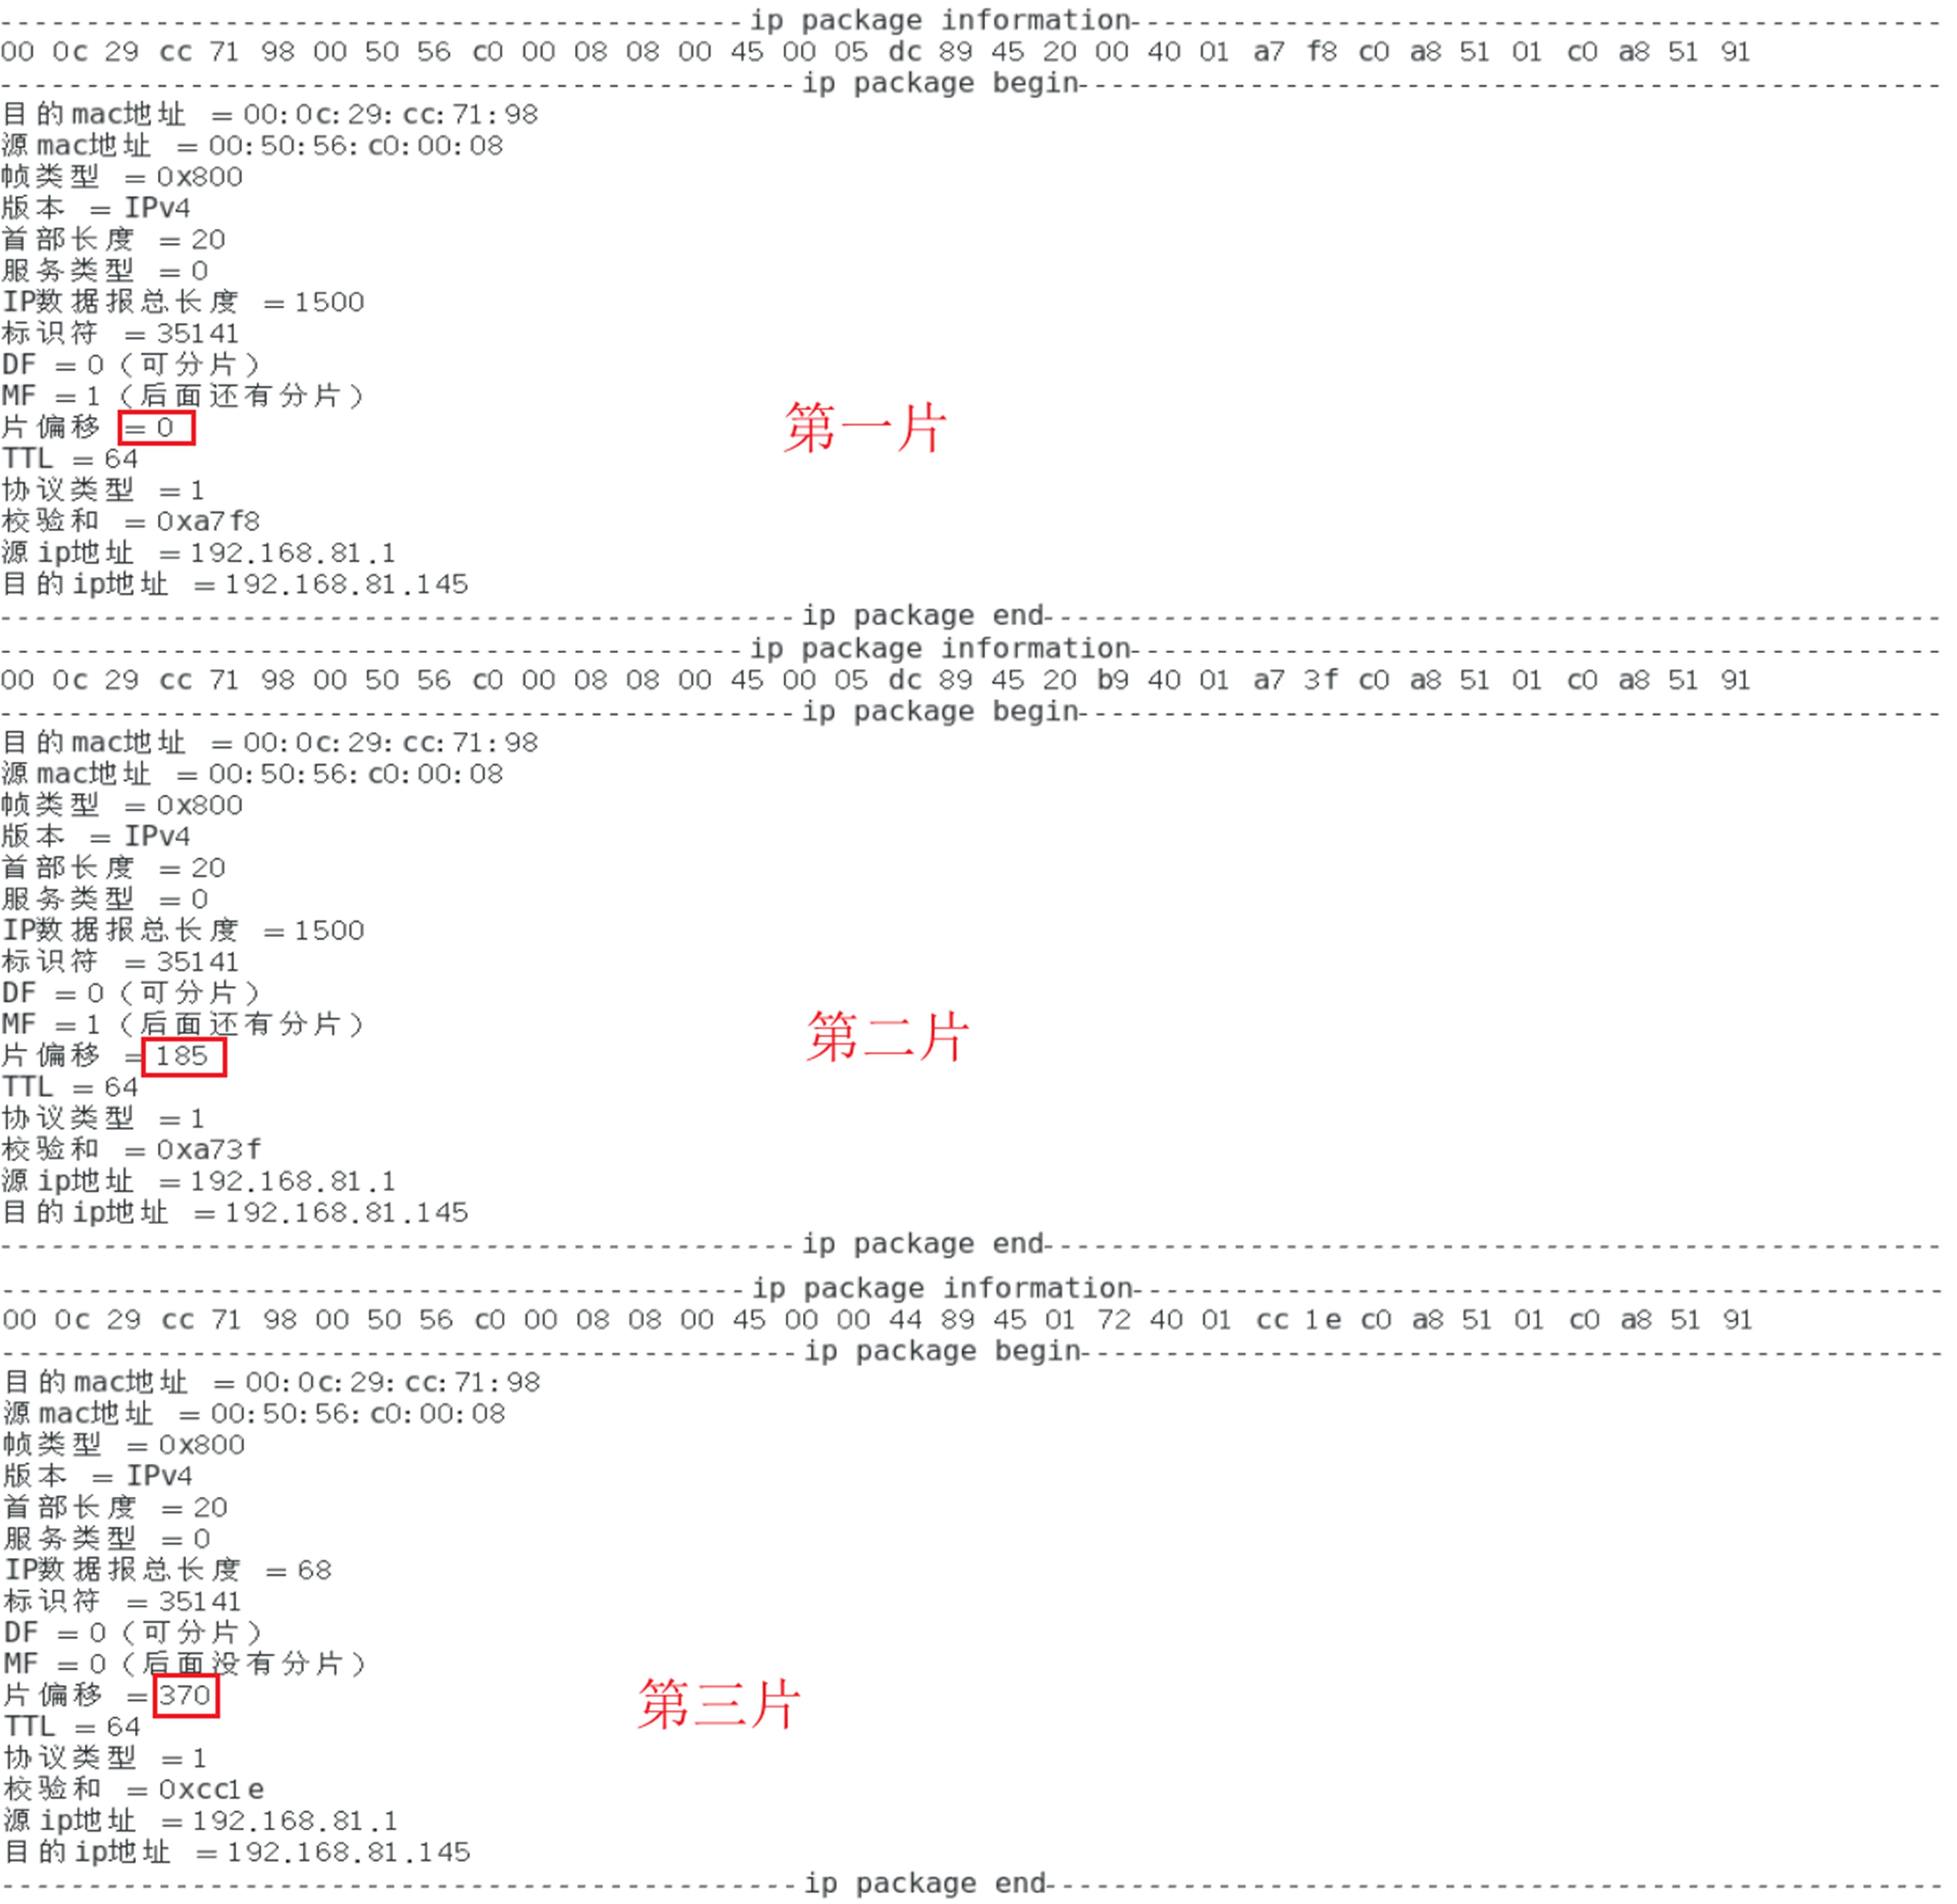 -------------------------------------------ip package information-----------------------------------------------
00 0c 29 cc 71 98 00 50 56 c0 00 08 08 00 45 00 05 dc 89 45 20 00 40 01 a7 f8 c0 a8 51 01 c0 a8 51 91
----------------------------------------------ip package begin--------------------------------------------------
目的mac地址 =00:0c:29:cc:71:98
源mac地址 =00:50:56:c0:00:08
帧类型 =0x800
版本 =IPv4
首部长度 =20
服务类型 =0
IP数据报总长度 =1500
标识符 =35141
DF =0（可分片）
MF =1（后面还有分片）
片偏移 =0
第一片
TTL =64
协议类型 =1
校验和 =0xa7f8
源ip地址 =192.168.81.1
目的ip地址 =192.168.81.145
----------------------------------------------ip package end----------------------------------------------------
-------------------------------------------ip package information-----------------------------------------------
00 0c 29 cc 71 98 00 50 56 c0 00 08 08 00 45 00 05 dc 89 45 20 b9 40 01 a7 3f c0 a8 51 01 c0 a8 51 91
----------------------------------------------ip package begin--------------------------------------------------
目的mac地址 =00:0c:29:cc:71:98
源mac地址 =00:50:56:c0:00:08
帧类型 =0x800
版本 =IPv4
首部长度 =20
服务类型 =0
IP数据报总长度 =1500
标识符 =35141
DF =0（可分片）
MF =1（后面还有分片）
第二片
片偏移 =185
TTL =64
协议类型 =1
校验和 =0xa73f
源ip地址 =192.168.81.1
目的ip地址 =192.168.81.145
----------------------------------------------ip package end----------------------------------------------------
-------------------------------------------ip package information-----------------------------------------------
00 0c 29 cc 71 98 00 50 56 c0 00 08 08 00 45 00 00 44 89 45 01 72 40 01 cc 1e c0 a8 51 01 c0 a8 51 91
----------------------------------------------ip package begin--------------------------------------------------
目的mac地址 =00:0c:29:cc:71:98
源mac地址 =00:50:56:c0:00:08
帧类型 =0x800
版本 =IPv4
首部长度 =20
服务类型 =0
IP数据报总长度 =68
标识符 =35141
DF =0（可分片）
MF =0（后面没有分片）
片偏移 =370
第三片
TTL =64
协议类型 =1
校验和 =0xcc1e
源ip地址 =192.168.81.1
目的ip地址 =192.168.81.145
----------------------------------------------ip package end----------------------------------------------------